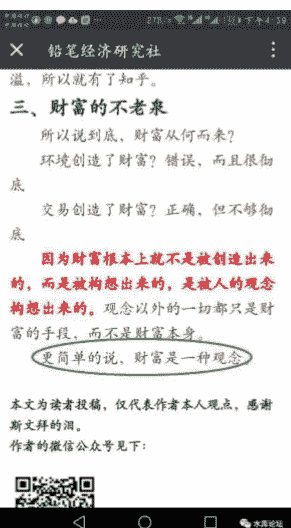 下午4:39
铅笔经济研究社
溢，所以就有了知乎。
三、财富的不老泉
所以说到底，财富从何而来？
环境创造了财富？错误，而且很彻
底
交易创造了财富？正确，但不够彻
底
因为财富根本上就不是被创造出来
的，而是被构想出来的，是被人的观念
构想出来的。观念以外的一切都只是财
富的手段，而不是财富本身。
更简单的说，财富是一种观念
本文为读者投稿，仅代表作者本人观点，感谢
斯文拜的泪。
作者的微信公众号见下：
水库论坛